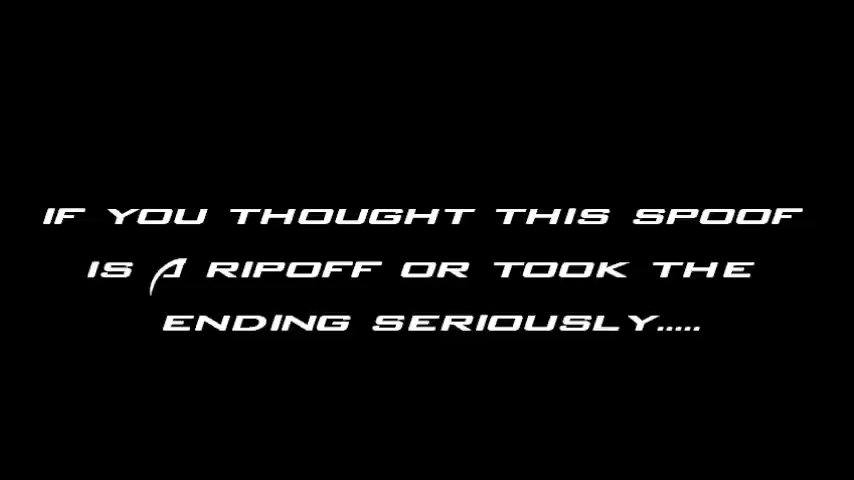 IF YOU THOUGHT THIS SPOOF
IS A RIPOFF OR TOOK THE
ENDING SERIOUSLY.....